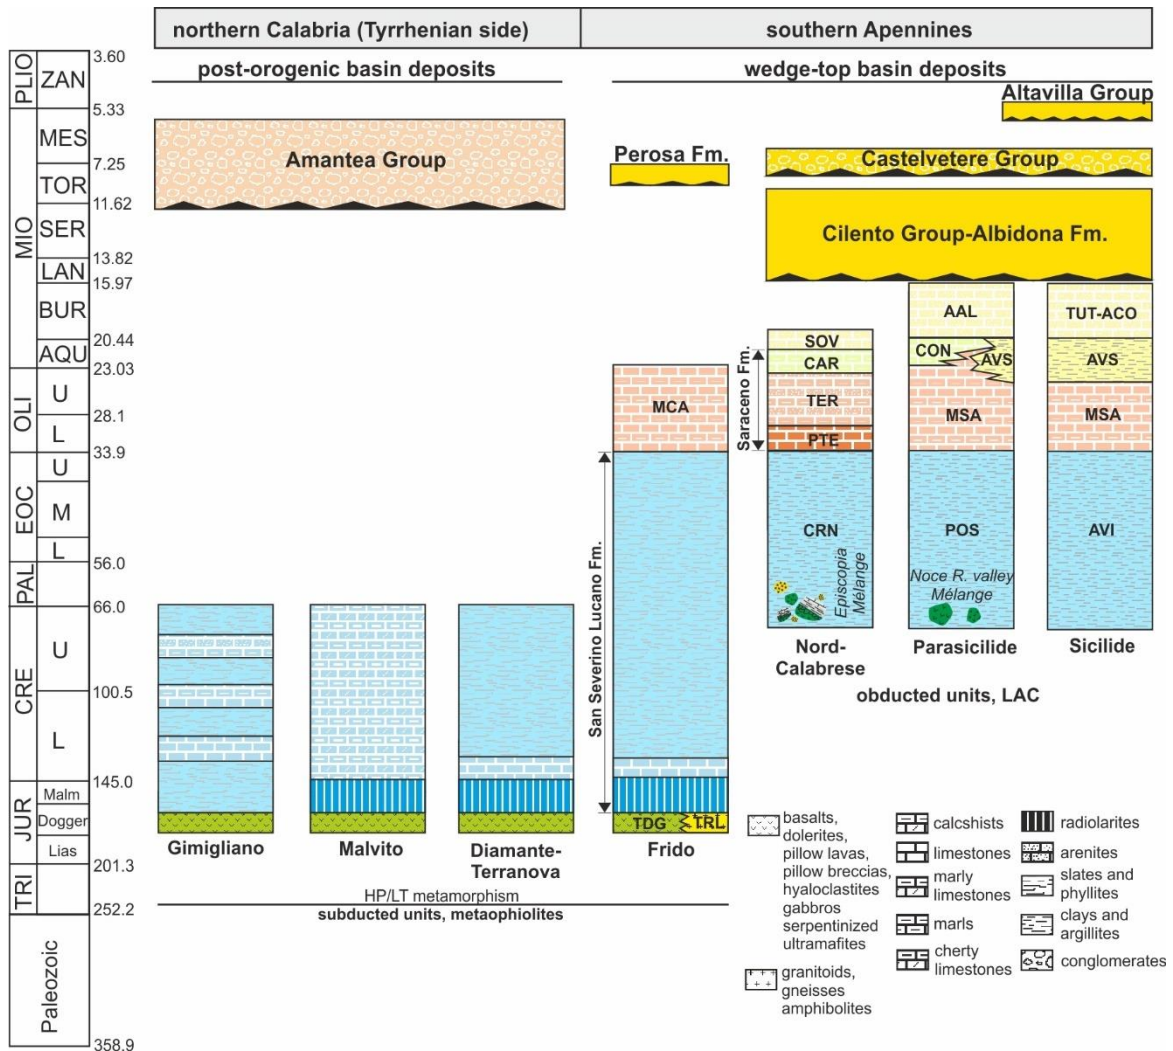 northern Calabria (Tyrrhenian side)
southern Apennines
post-orogenic basin deposits
wedge-top basin deposits
PLIO
ZAN
3.60
5.33
MIO
MES
7.25
TOR
11.62
SER
13.82
LAN
15.97
BUR
20.44
AQU
23.03
OLI
U
28.1
L
33.9
EOC
U
M
L
56.0
PAL
66.0
CRE
U
100.5
L
145.0
JUR
Malm
Dogger
Lias
201.3
TRI
252.2
Paleozoic
358.9
Amantea Group
Altavilla Group
Perosa Fm.
Castelvetere Group
Cilento Group-Albidona Fm.
Gimigliano
Malvito
Diamante-
Terranova
HP/LT metamorphism
subducted units, metaophiolites
San Severino Lucano Fm.
MCA
TDG
TRL
Frido
Saraceno Fm.
SOV
CAR
TER
PTE
CRN
Episcopia
Mélange
Nord-
Calabrese
AAL
CON
AVS
MSA
POS
Noce R. valley
Mélange
Parasicilide
TUT-ACO
AVS
MSA
AVI
Sicilide
obducted units, LAC
basalts,
dolerites,
pillow lavas,
pillow breccias,
hyaloclastites
gabbros
serpentinized
ultramafites
granitoids,
gneisses
amphibolites
calcshists
limestones
marly
limestones
marls
cherty
limestones
radiolarites
arenites
slates and
phyllites
clays and
argillites
conglomerates